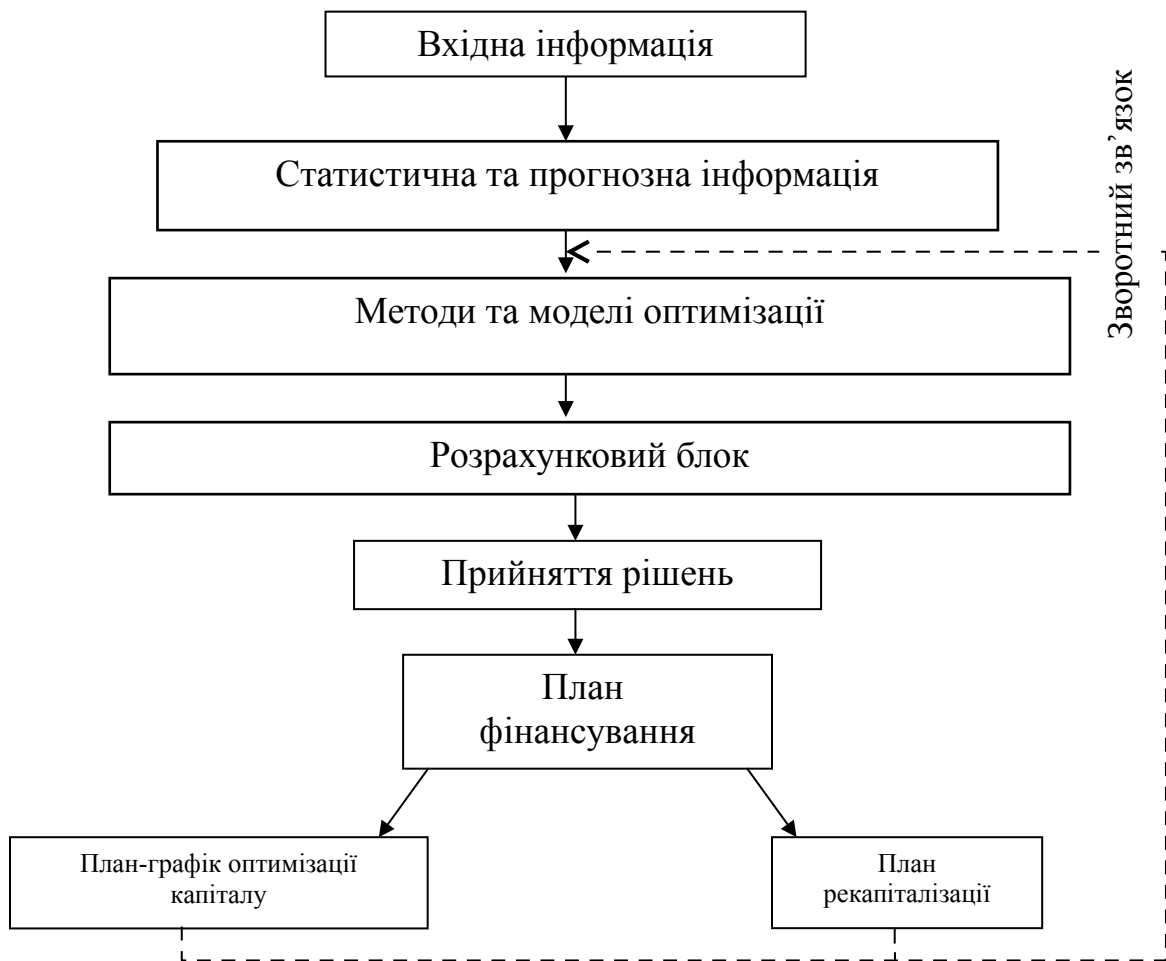 Вхідна інформація
Статистична та прогнозна інформація
Зворотний зв’язок
Методи та моделі оптимізації
Розрахунковий блок
Прийняття рішень
План
фінансування
План-графік оптимізації
капіталу
План
рекапіталізації